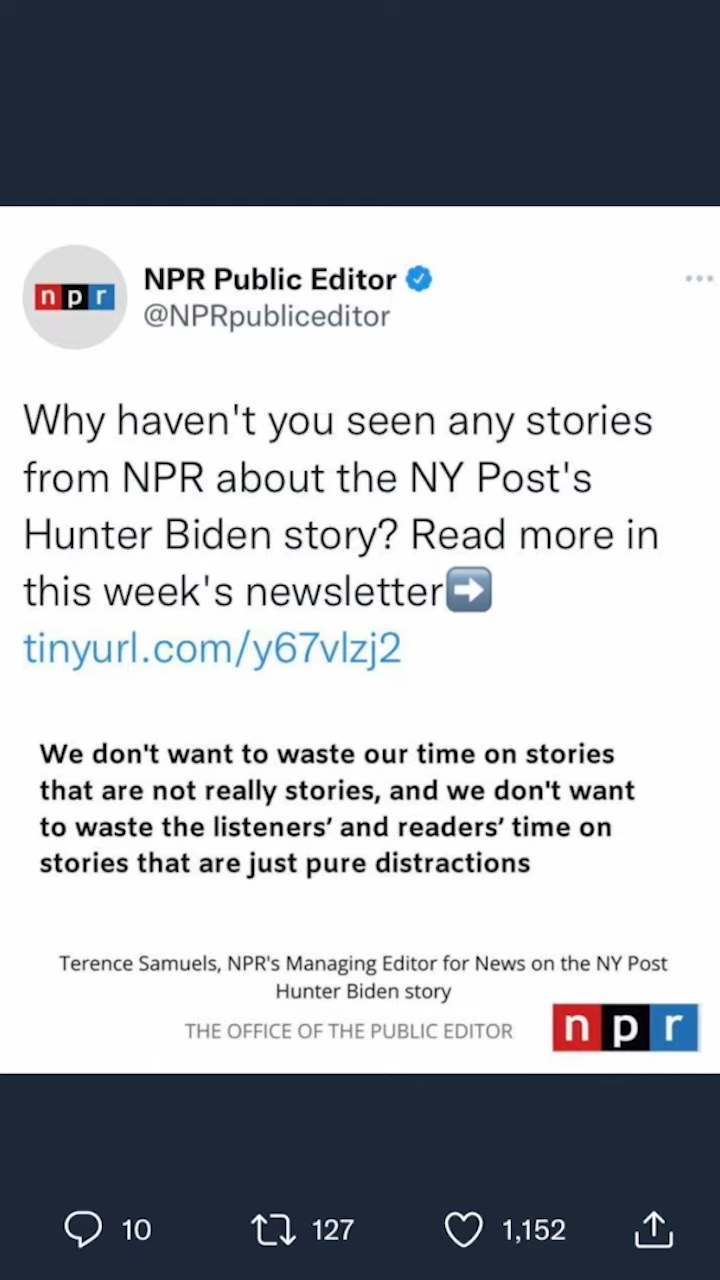 npr
NPR Public Editor
@NPRpubliceditor
Why haven't you seen any stories
from NPR about the NY Post's
Hunter Biden story? Read more in
this week's newsletter➡️
tinyurl.com/y67vlzj2
We don't want to waste our time on stories
that are not really stories, and we don't want
to waste the listeners’ and readers’ time on
stories that are just pure distractions
Terence Samuels, NPR's Managing Editor for News on the NY Post
Hunter Biden story
THE OFFICE OF THE PUBLIC EDITOR
npr
10 127 1,152